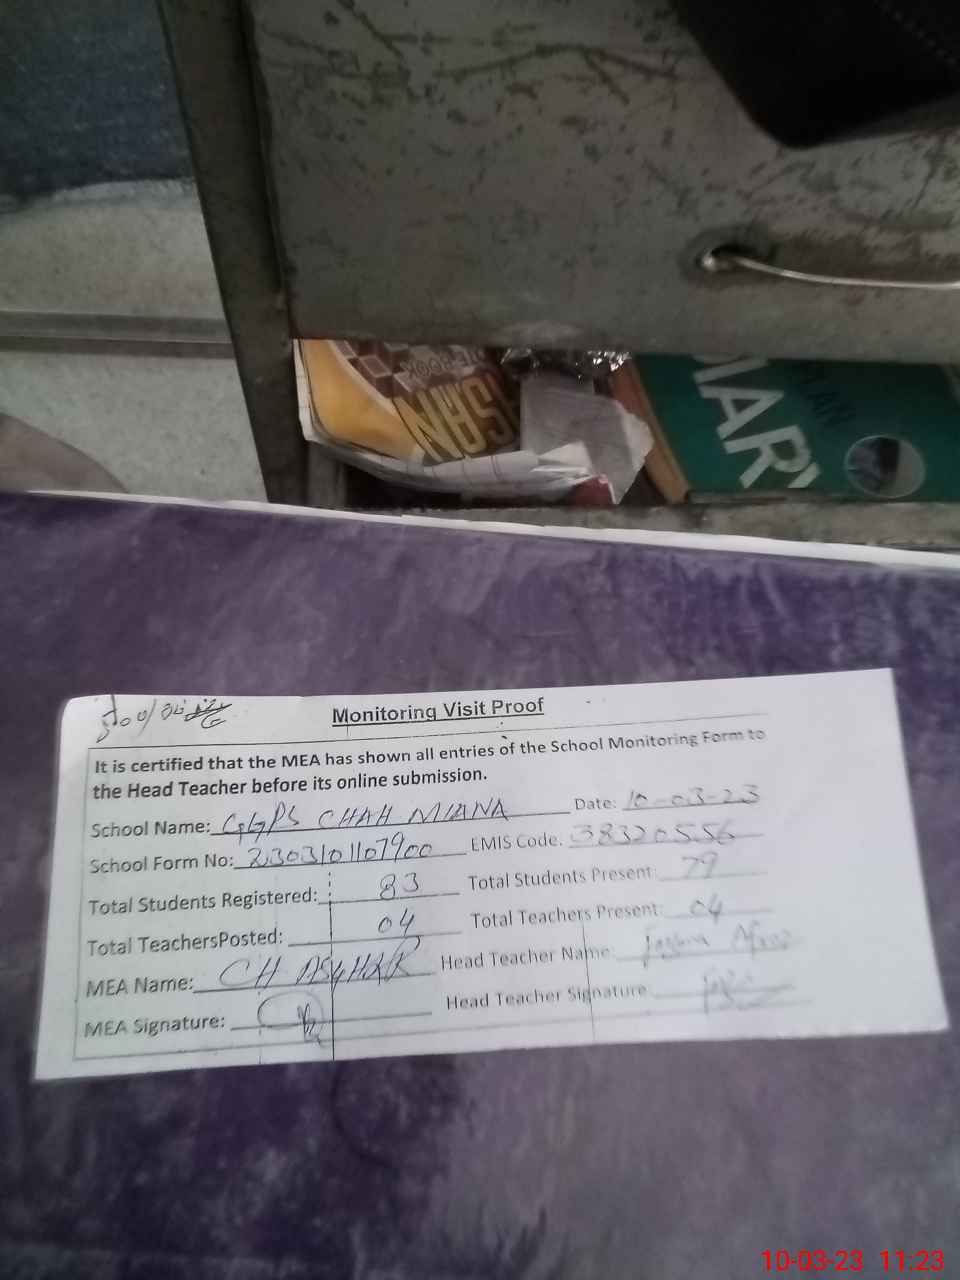 HSAN
DIARY
Monitoring Visit Proof
It is certified that the MEA has shown all entries of the School Monitoring Form to
the Head Teacher before its online submission.
School Name: GGPS CHAH MIANA Date: 10-03-23
School Form No: 2303101107900 EMIS Code: 38320556
Total Students Registered: 83 Total Students Present: 79
Total TeachersPosted: 04 Total Teachers Present: 04
MEA Name: CH ASGHAR Head Teacher Name:
MEA Signature: Head Teacher Signature
10-03-23 11:23